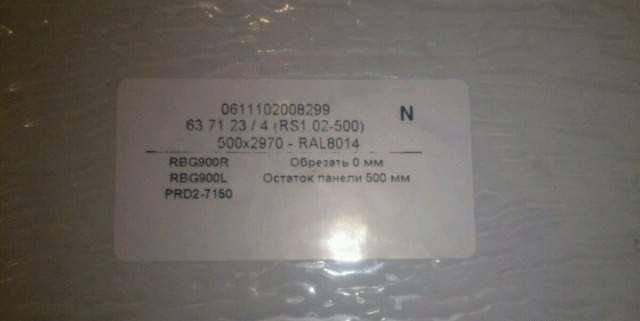 0611102008299
N
63 71 23 / 4 (RS1 02-500)
500x2970 - RAL8014
RBG900R Обрезать 0 мм
RBG900L Остаток панели 500 мм
PRD2-7150